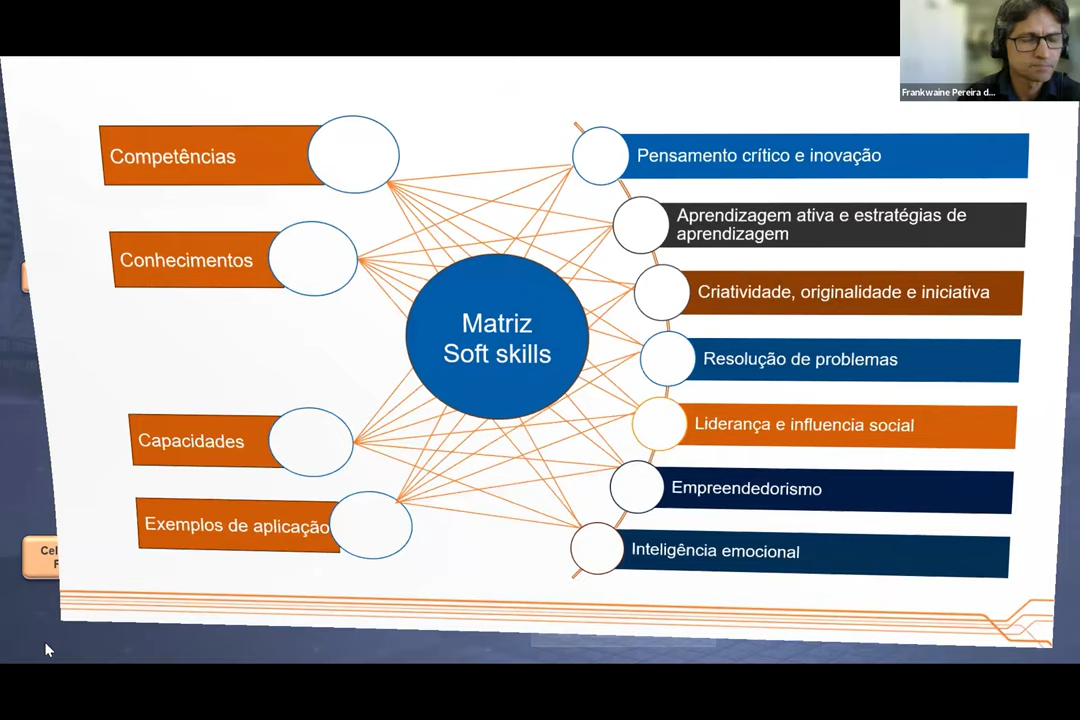 Frankwaine Pereira d...
Competências
Conhecimentos
Capacidades
Exemplos de aplicação
Matriz
Soft skills
Pensamento crítico e inovação
Aprendizagem ativa e estratégias de
aprendizagem
Criatividade, originalidade e iniciativa
Resolução de problemas
Liderança e influencia social
Empreendedorismo
Inteligência emocional